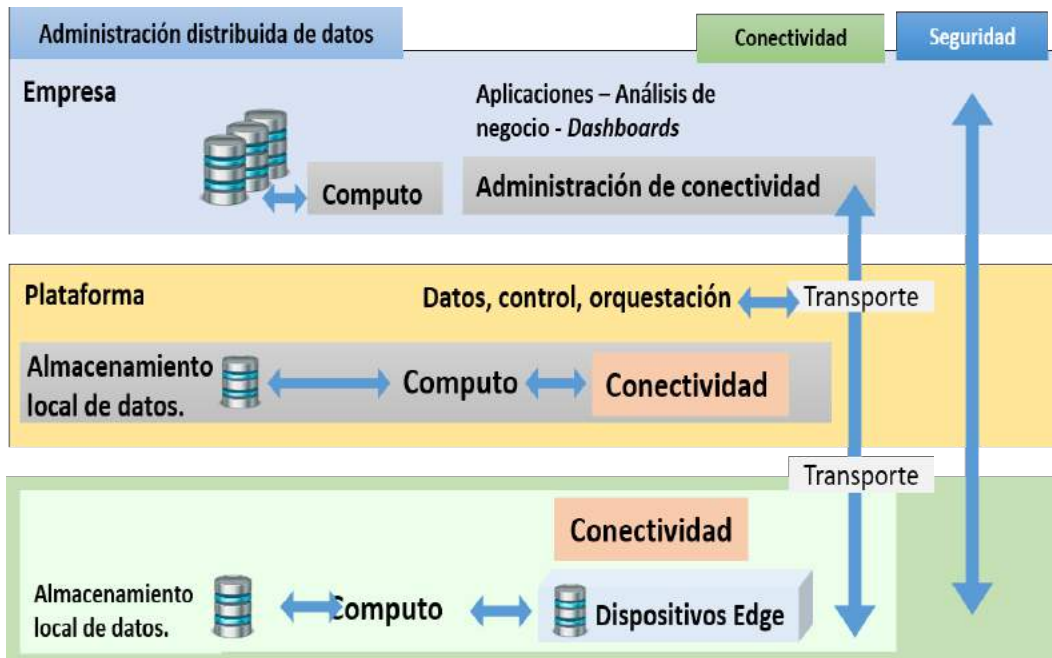 Administración distribuida de datos
Conectividad
Seguridad
Empresa
Aplicaciones – Análisis de
negocio - Dashboards
Computo
Administración de conectividad
Plataforma
Datos, control, orquestación
Transporte
Almacenamiento
local de datos.
Computo
Conectividad
Transporte
Conectividad
Almacenamiento
local de datos.
Computo
Dispositivos Edge